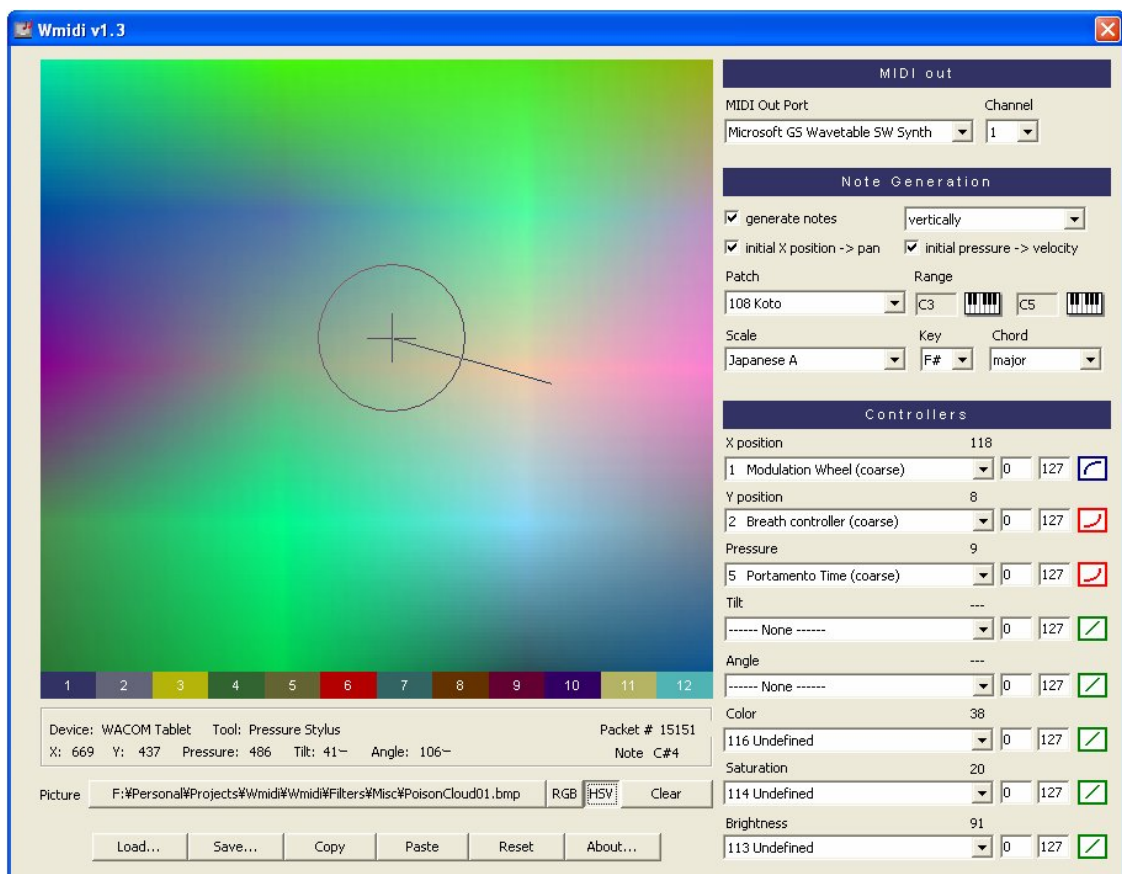 Wmidi v1.3
MIDI out
MIDI Out Port Channel
Microsoft GS Wavetable SW Synth 1
Note Generation
generate notes vertically
initial X position -> pan initial pressure -> velocity
Patch Range
108 Koto C3 C5
Scale Key Chord
Japanese A F# major
Controllers
X position 118
1 Modulation Wheel (coarse) 0 127
Y position 8
2 Breath controller (coarse) 0 127
Pressure 9
5 Portamento Time (coarse) 0 127
Tilt ---
------ None ------ 0 127
Angle ---
------ None ------ 0 127
Color 38
116 Undefined 0 127
Saturation 20
114 Undefined 0 127
Brightness 91
113 Undefined 0 127
1 2 3 4 5 6 7 8 9 10 11 12
Device: WACOM Tablet Tool: Pressure Stylus Packet # 15151
X: 669 Y: 437 Pressure: 486 Tilt: 41~ Angle: 106~ Note C#4
Picture F:¥Personal¥Projects¥Wmidi¥Wmidi¥Filters¥Misc¥PoisonCloud01.bmp RGB HSV Clear
Load... Save... Copy Paste Reset About...